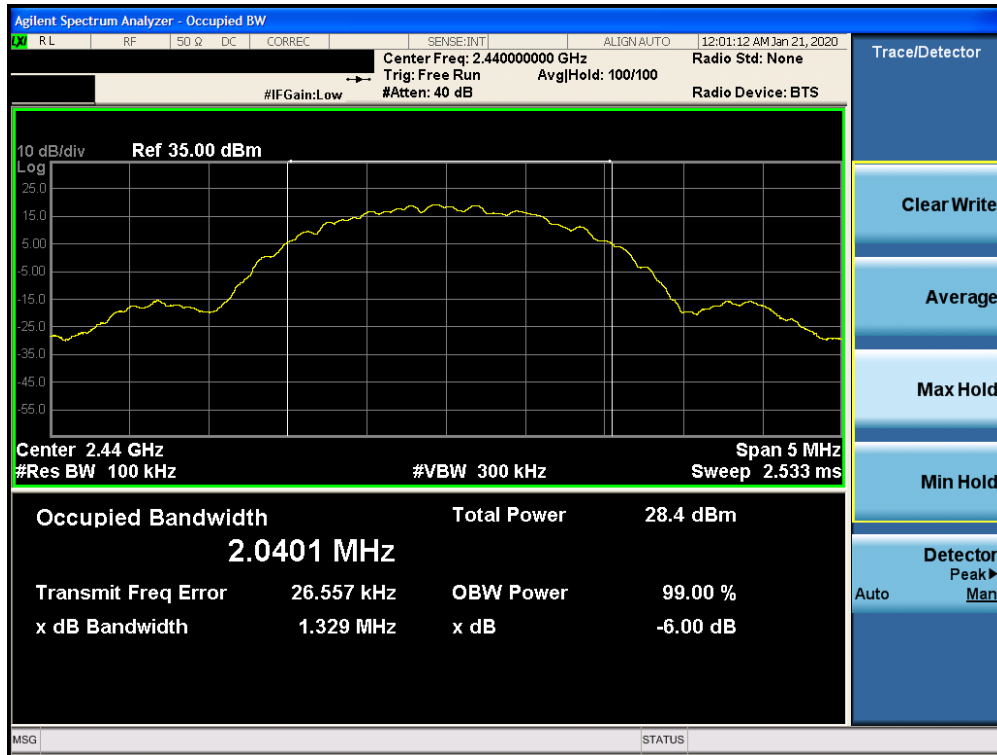 Agilent Spectrum Analyzer - Occupied BW
LXI RL RF 50 Ω DC CORREC SENSE:INT ALIGN AUTO 12:01:12 AM Jan 21, 2020
Center Freq: 2.440000000 GHz Radio Std: None
Trig: Free Run Avg|Hold: 100/100
#IFGain:Low #Atten: 40 dB Radio Device: BTS
10 dB/div Ref 35.00 dBm
Log
25.0
15.0
5.00
-5.00
-15.0
-25.0
-35.0
-45.0
-55.0
Center 2.44 GHz Span 5 MHz
#Res BW 100 kHz #VBW 300 kHz Sweep 2.533 ms
Occupied Bandwidth Total Power 28.4 dBm
2.0401 MHz
Transmit Freq Error 26.557 kHz OBW Power 99.00 %
x dB Bandwidth 1.329 MHz x dB -6.00 dB
MSG STATUS
Trace/Detector
Clear Write
Average
Max Hold
Min Hold
Detector
Peak▶
Auto Man